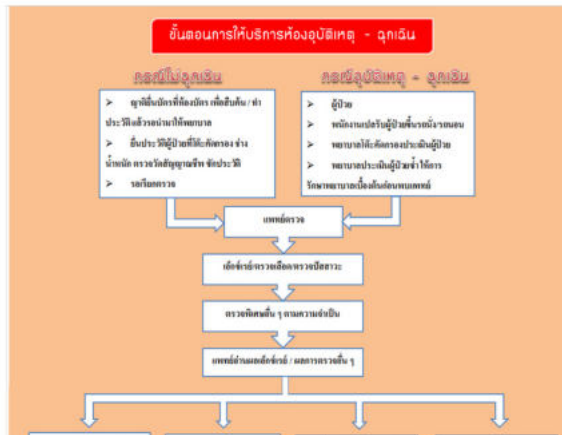 ขั้นตอนการให้บริการห้องอุบัติเหตุ - ฉุกเฉิน
กรณีไม่ฉุกเฉิน
➢ ญาติยื่นบัตรที่ห้องบัตร เพื่อสืบค้น / ทำ
ประวัติแล้วรอนำมาให้พยาบาล
➢ ยื่นประวัติผู้ป่วยที่โต๊ะคัดกรอง ชั่ง
น้ำหนัก ตรวจวัดสัญญาณชีพ ซักประวัติ
➢ รอเรียกตรวจ
กรณีอุบัติเหตุ - ฉุกเฉิน
➢ ผู้ป่วย
➢ พนักงานเปลรับผู้ป่วยขึ้นรถนั่ง/รถนอน
➢ พยาบาลโต๊ะคัดกรองประเมินผู้ป่วย
➢ พยาบาลประเมินผู้ป่วยซ้ำ ให้การ
รักษาพยาบาลเบื้องต้นก่อนพบแพทย์
แพทย์ตรวจ
เอ็กซ์เรย์/ตรวจเลือด/ตรวจปัสสาวะ
ตรวจพิเศษอื่น ๆ ตามความจำเป็น
แพทย์อ่านผลเอ็กซ์เรย์ / ผลการตรวจอื่น ๆ